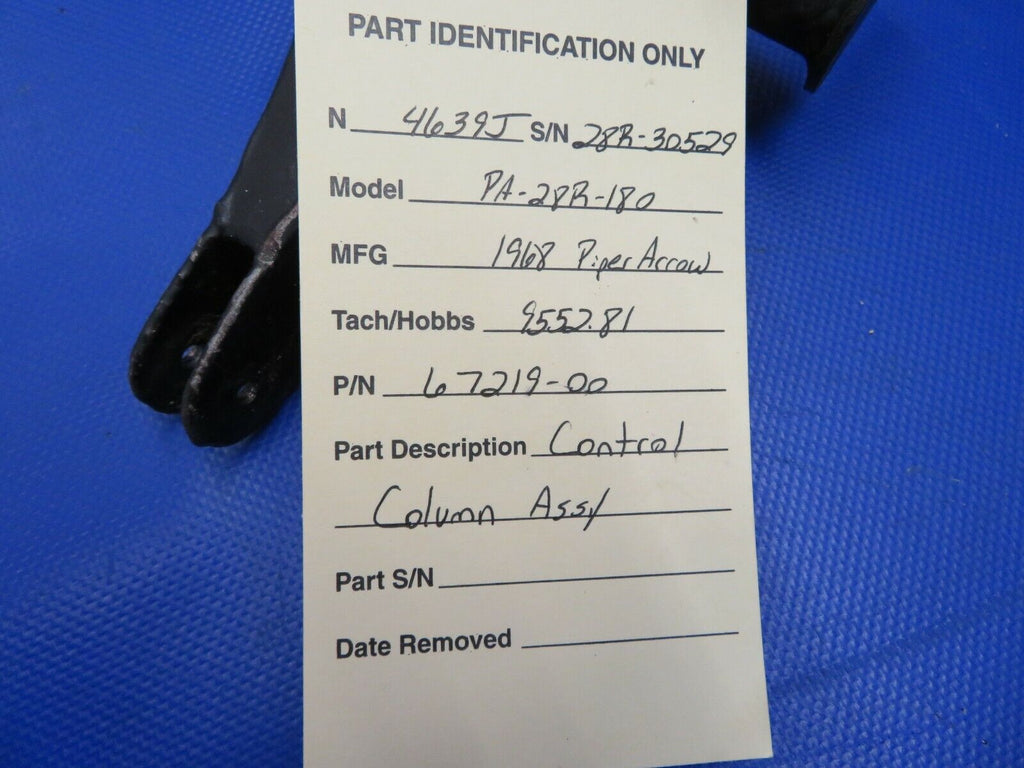 PART IDENTIFICATION ONLY
N 4639J S/N 28R-30529
Model PA-28R-180
MFG 1968 Piper Arrow
Tach/Hobbs 9552.81
P/N 67219-00
Part Description Control
Column Assy
Part S/N
Date Removed